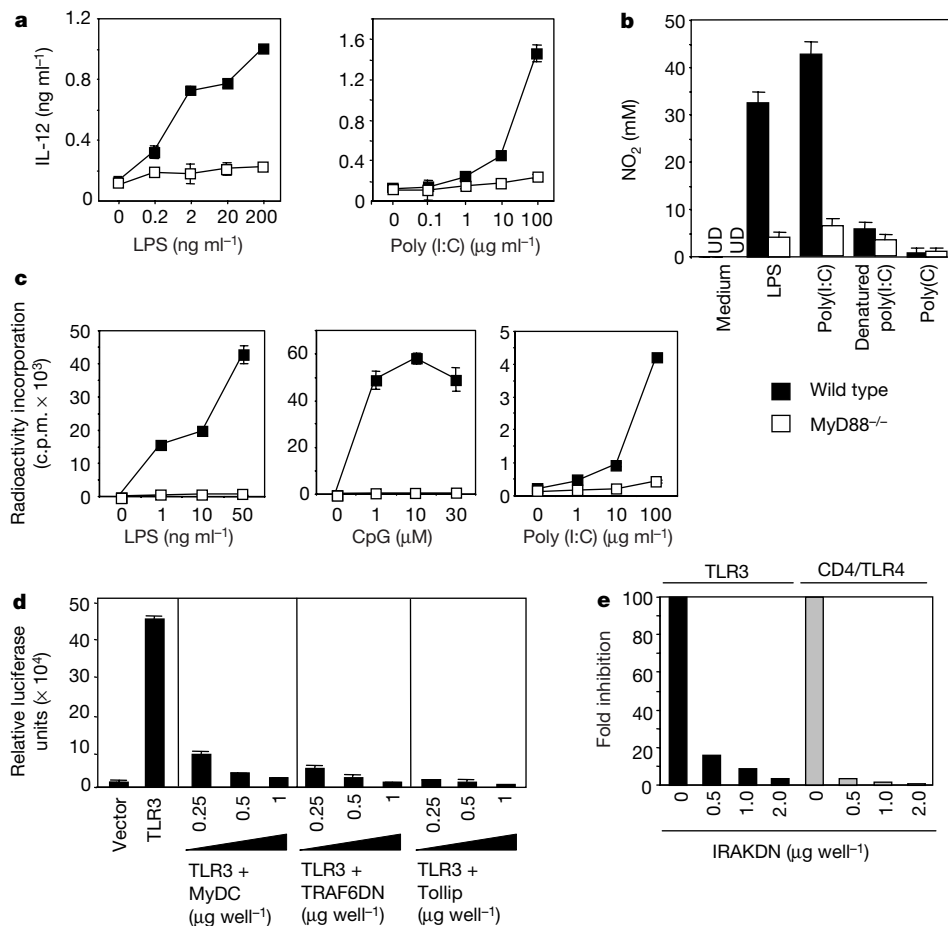 a
IL-12 (ng ml⁻¹)
1.2
0.8
0.4
0
0 0.2 2 20 200
LPS (ng ml⁻¹)
1.6
1.2
0.8
0.4
0
0 0.1 1 10 100
Poly (I:C) (μg ml⁻¹)
b
NO₂ (mM)
50
40
30
20
10
0
UD
UD
Medium
LPS
Poly(I:C)
Denatured
poly(I:C)
Poly(C)
Wild type
MyD88⁻/⁻
c
Radioactivity incorporation
(c.p.m. × 10³)
50
40
30
20
10
0
0 1 10 50
LPS (ng ml⁻¹)
60
40
20
0
0 1 10 30
CpG (μM)
5
4
3
2
1
0
0 1 10 100
Poly (I:C) (μg ml⁻¹)
d
Relative luciferase
units (× 10⁴)
50
40
30
20
10
0
Vector
TLR3
0.25
0.5
1
0.25
0.5
1
0.25
0.5
1
TLR3 +
MyDC
(μg well⁻¹)
TLR3 +
TRAF6DN
(μg well⁻¹)
TLR3 +
Tollip
(μg well⁻¹)
e
TLR3
CD4/TLR4
Fold inhibition
100
80
60
40
20
0
0
0.5
1.0
2.0
0
0.5
1.0
2.0
IRAKDN (μg well⁻¹)